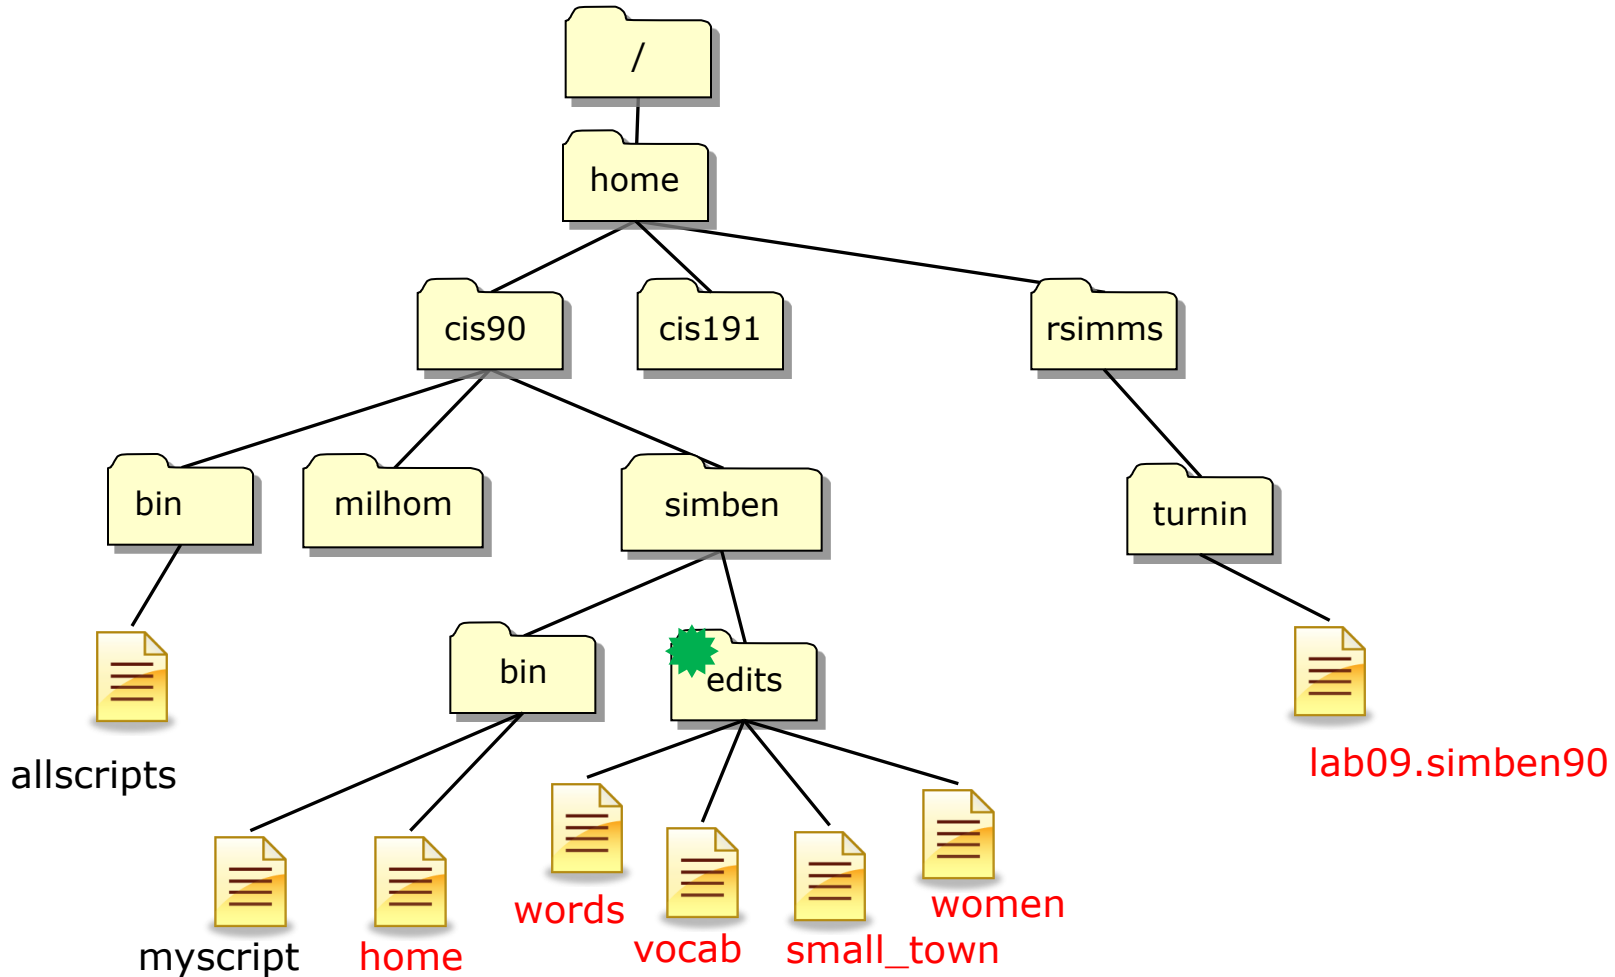 /
home
cis90
cis191
rsimms
bin
milhom
simben
turnin
bin
edits
allscripts
lab09.simben90
myscript
home
words
vocab
small_town
women